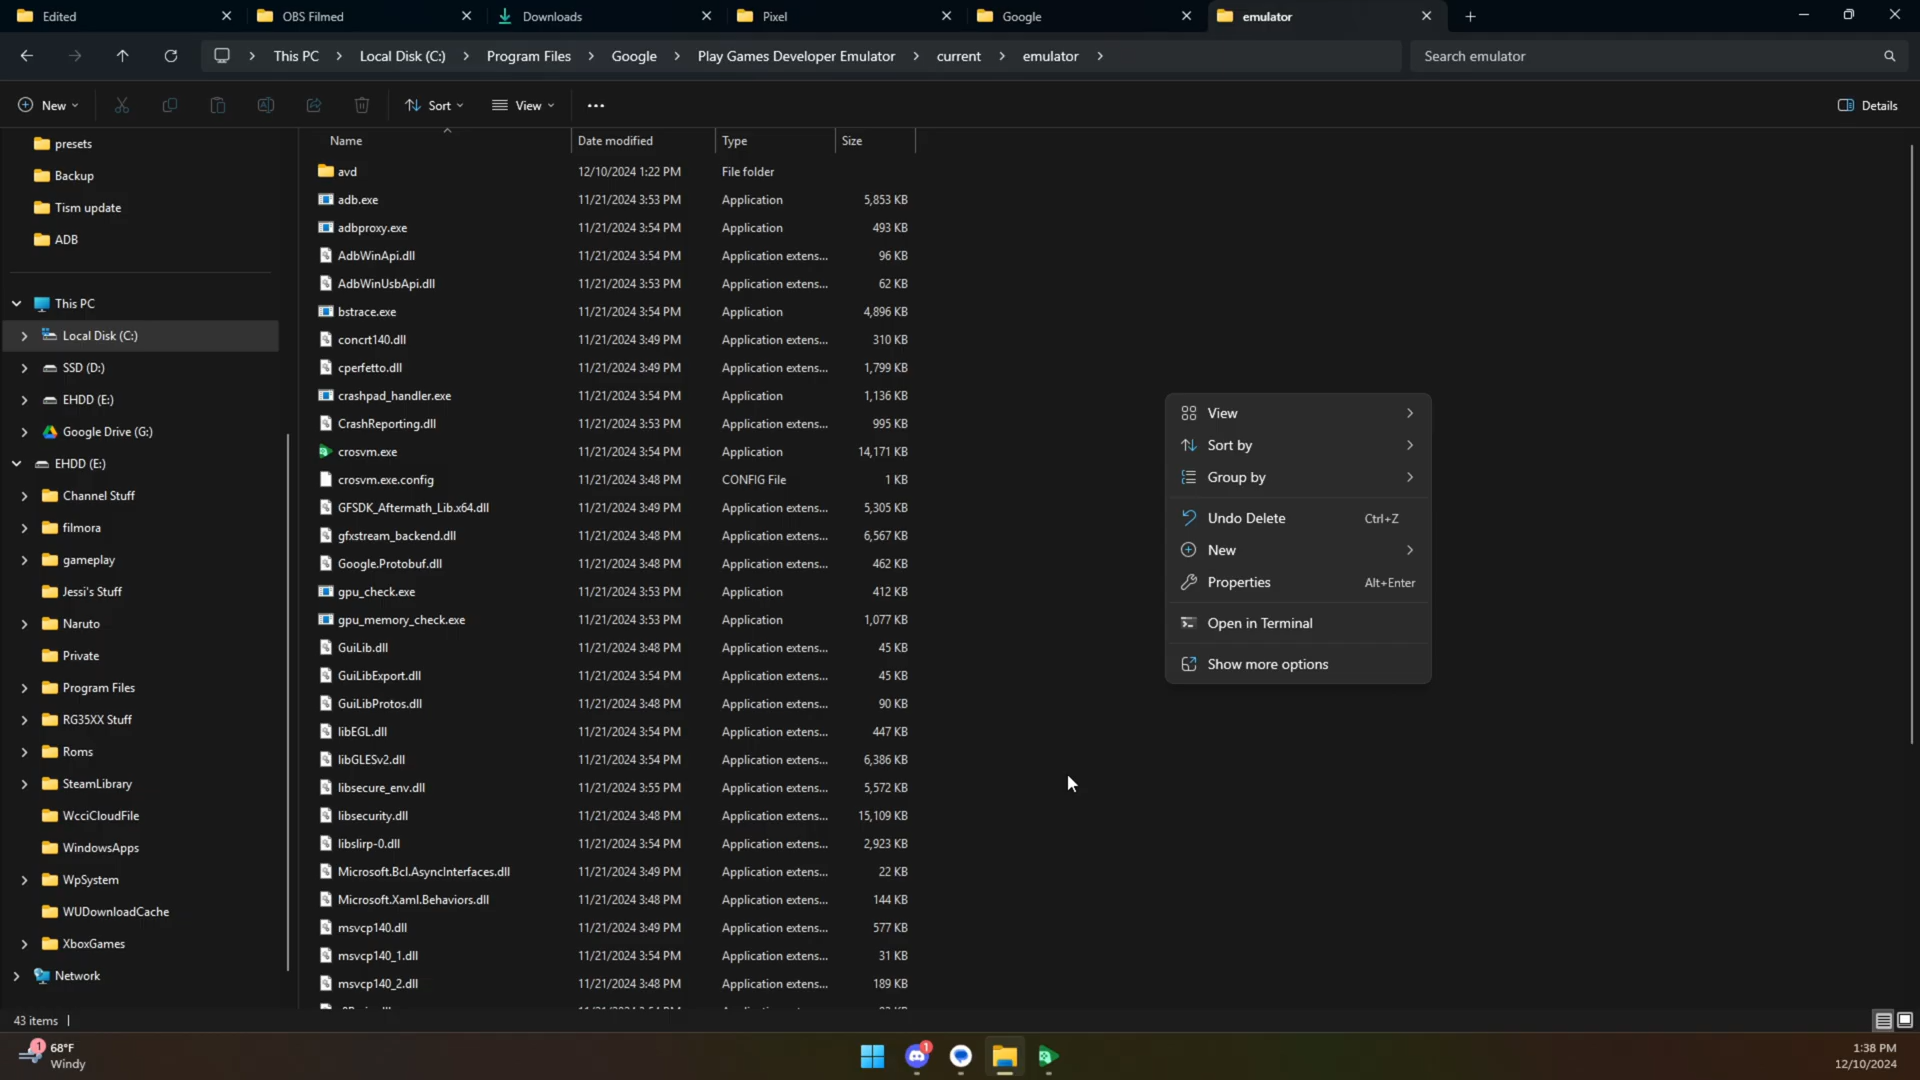 Edited
OBS Filmed
Downloads
Pixel
Google
emulator
This PC
Local Disk (C:)
Program Files
Google
Play Games Developer Emulator
current
emulator
Search emulator
New
Sort
View
Details
presets
Backup
Tism update
ADB
This PC
Local Disk (C:)
SSD (D:)
EHDD (E:)
Google Drive (G:)
EHDD (E:)
Channel Stuff
filmora
gameplay
Jessi's Stuff
Naruto
Private
Program Files
RG35XX Stuff
Roms
SteamLibrary
WcciCloudFile
WindowsApps
WpSystem
WUDownloadCache
XboxGames
Network
Name Date modified Type Size
avd 12/10/2024 1:22 PM File folder
adb.exe 11/21/2024 3:53 PM Application 5,853 KB
adbproxy.exe 11/21/2024 3:54 PM Application 493 KB
AdbWinApi.dll 11/21/2024 3:54 PM Application extens... 96 KB
AdbWinUsbApi.dll 11/21/2024 3:53 PM Application extens... 62 KB
bstrace.exe 11/21/2024 3:54 PM Application 4,896 KB
concrt140.dll 11/21/2024 3:49 PM Application extens... 310 KB
cperfetto.dll 11/21/2024 3:49 PM Application extens... 1,799 KB
crashpad_handler.exe 11/21/2024 3:54 PM Application 1,136 KB
CrashReporting.dll 11/21/2024 3:53 PM Application extens... 995 KB
crosvm.exe 11/21/2024 3:54 PM Application 14,171 KB
crosvm.exe.config 11/21/2024 3:48 PM CONFIG File 1 KB
GFSDK_Aftermath_Lib.x64.dll 11/21/2024 3:49 PM Application extens... 5,305 KB
gfxstream_backend.dll 11/21/2024 3:48 PM Application extens... 6,567 KB
Google.Protobuf.dll 11/21/2024 3:48 PM Application extens... 462 KB
gpu_check.exe 11/21/2024 3:53 PM Application 412 KB
gpu_memory_check.exe 11/21/2024 3:53 PM Application 1,077 KB
GuiLib.dll 11/21/2024 3:48 PM Application extens... 45 KB
GuiLibExport.dll 11/21/2024 3:54 PM Application extens... 45 KB
GuiLibProtos.dll 11/21/2024 3:48 PM Application extens... 90 KB
libEGL.dll 11/21/2024 3:54 PM Application extens... 447 KB
libGLESv2.dll 11/21/2024 3:54 PM Application extens... 6,386 KB
libsecure_env.dll 11/21/2024 3:55 PM Application extens... 5,572 KB
libsecurity.dll 11/21/2024 3:48 PM Application extens... 15,109 KB
libslirp-0.dll 11/21/2024 3:54 PM Application extens... 2,923 KB
Microsoft.Bcl.AsyncInterfaces.dll 11/21/2024 3:49 PM Application extens... 22 KB
Microsoft.Xaml.Behaviors.dll 11/21/2024 3:48 PM Application extens... 144 KB
msvcp140.dll 11/21/2024 3:49 PM Application extens... 577 KB
msvcp140_1.dll 11/21/2024 3:54 PM Application extens... 31 KB
msvcp140_2.dll 11/21/2024 3:48 PM Application extens... 189 KB
View
Sort by
Group by
Undo Delete Ctrl+Z
New
Properties Alt+Enter
Open in Terminal
Show more options
43 items
1
68°F
Windy
1
1:38 PM
12/10/2024